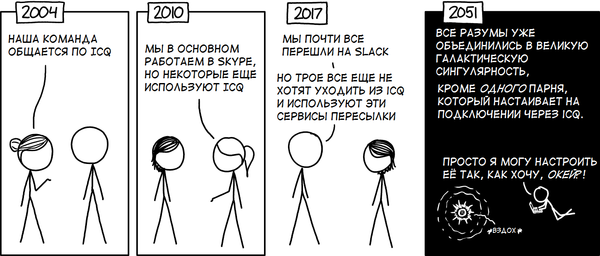 2004
НАША КОМАНДА
ОБЩАЕТСЯ ПО ICQ
2010
МЫ В ОСНОВНОМ
РАБОТАЕМ В SKYPE,
НО НЕКОТОРЫЕ ЕЩЕ
ИСПОЛЬЗУЮТ ICQ
2017
МЫ ПОЧТИ ВСЕ
ПЕРЕШЛИ НА SLACK
НО ТРОЕ ВСЕ ЕЩЕ НЕ
ХОТЯТ УХОДИТЬ ИЗ ICQ
И ИСПОЛЬЗУЮТ ЭТИ
СЕРВИСЫ ПЕРЕСЫЛКИ
2051
ВСЕ РАЗУМЫ УЖЕ
ОБЪЕДИНИЛИСЬ В ВЕЛИКУЮ
ГАЛАКТИЧЕСКУЮ
СИНГУЛЯРНОСТЬ,
КРОМЕ ОДНОГО ПАРНЯ,
КОТОРЫЙ НАСТАИВАЕТ НА
ПОДКЛЮЧЕНИИ ЧЕРЕЗ ICQ.
ПРОСТО Я МОГУ НАСТРОИТЬ
ЕЁ ТАК, КАК ХОЧУ, ОКЕЙ?!
*ВЗДОХ*